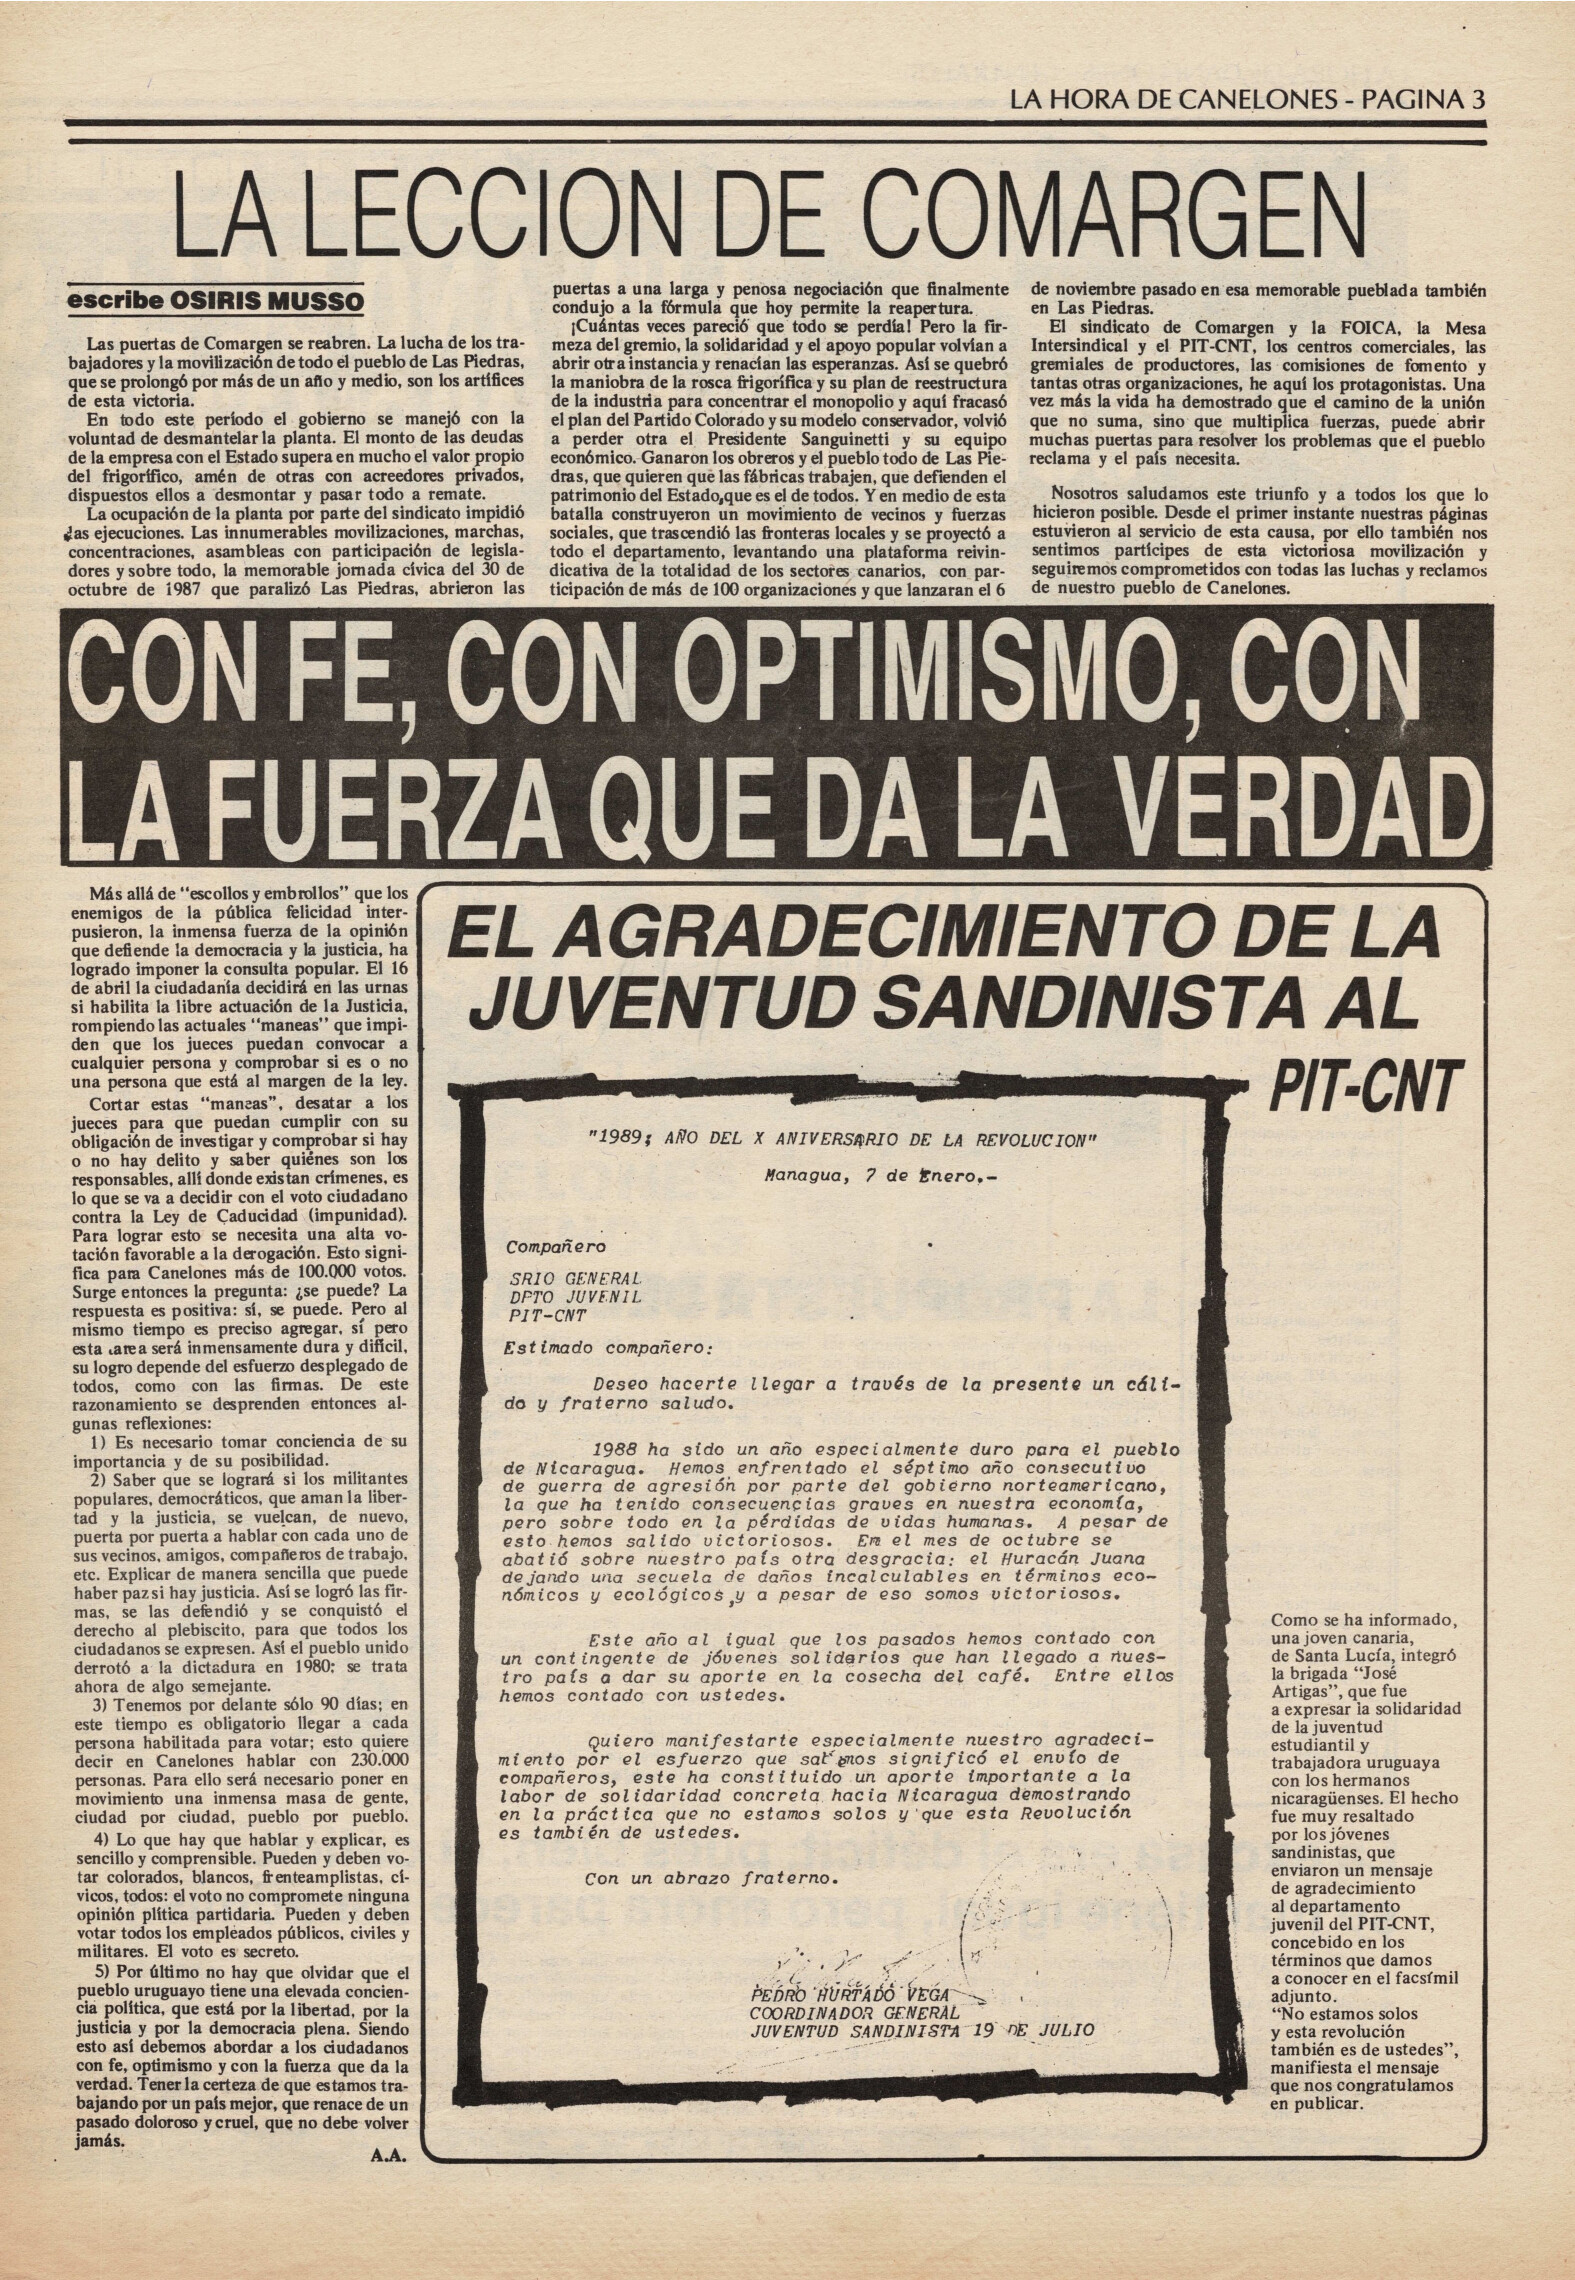 LA HORA DE CANELONES - PAGINA 3
LA LECCION DE COMARGEN
escribe OSIRIS MUSSO
Las puertas de Comargen se reabren. La lucha de los tra-
bajadores y la movilización de todo el pueblo de Las Piedras,
que se prolongó por más de un año y medio, son los artífices
de esta victoria.
En todo este período el gobierno se manejó con la
voluntad de desmantelar la planta. El monto de las deudas
de la empresa con el Estado supera en mucho el valor propio
del frigorífico, amén de otras con acreedores privados,
dispuestos ellos a desmontar y pasar todo a remate.
La ocupación de la planta por parte del sindicato impidió
las ejecuciones. Las innumerables movilizaciones, marchas,
concentraciones, asambleas con participación de legisla-
dores y sobre todo, la memorable jornada cívica del 30 de
octubre de 1987 que paralizó Las Piedras, abrieron las
puertas a una larga y penosa negociación que finalmente
condujo a la fórmula que hoy permite la reapertura.
¡Cuántas veces pareció que todo se perdía! Pero la fir-
meza del gremio, la solidaridad y el apoyo popular volvían a
abrir otra instancia y renacían las esperanzas. Así se quebró
la maniobra de la rosca frigorífica y su plan de reestructura
de la industria para concentrar el monopolio y aquí fracasó
el plan del Partido Colorado y su modelo conservador, volvió
a perder otra el Presidente Sanguinetti y su equipo
económico. Ganaron los obreros y el pueblo todo de Las Pie-
dras, que quieren que las fábricas trabajen, que defienden el
patrimonio del Estado, que es el de todos. Y en medio de esta
batalla construyeron un movimiento de vecinos y fuerzas
sociales, que trascendió las fronteras locales y se proyectó a
todo el departamento, levantando una plataforma reivin-
dicativa de la totalidad de los sectores canarios, con par-
ticipación de más de 100 organizaciones y que lanzaran el 6
de noviembre pasado en esa memorable pueblada también
en Las Piedras.
El sindicato de Comargen y la FOICA, la Mesa
Intersindical y el PIT-CNT, los centros comerciales, las
gremiales de productores, las comisiones de fomento y
tantas otras organizaciones, he aquí los protagonistas. Una
vez más la vida ha demostrado que el camino de la unión
que no suma, sino que multiplica fuerzas, puede abrir
muchas puertas para resolver los problemas que el pueblo
reclama y el país necesita.
Nosotros saludamos este triunfo y a todos los que lo
hicieron posible. Desde el primer instante nuestras páginas
estuvieron al servicio de esta causa, por ello también nos
sentimos partícipes de esta victoriosa movilización y
seguiremos comprometidos con todas las luchas y reclamos
de nuestro pueblo de Canelones.
CON FE, CON OPTIMISMO, CON
LA FUERZA QUE DA LA VERDAD
Más allá de "escollos y embrollos" que los
enemigos de la pública felicidad inter-
pusieron, la inmensa fuerza de la opinión
que defiende la democracia y la justicia, ha
logrado imponer la consulta popular. El 16
de abril la ciudadanía decidirá en las urnas
si habilita la libre actuación de la Justicia,
rompiendo las actuales "maneas" que impi-
den que los jueces puedan convocar a
cualquier persona y comprobar si es o no
una persona que está al margen de la ley.
Cortar estas "maneas", desatar a los
jueces para que puedan cumplir con su
obligación de investigar y comprobar si hay
o no hay delito y saber quiénes son los
responsables, allí donde existan crímenes, es
lo que se va a decidir con el voto ciudadano
contra la Ley de Caducidad (impunidad).
Para lograr esto se necesita una alta vo-
tación favorable a la derogación. Esto signi-
fica para Canelones más de 100.000 votos.
Surge entonces la pregunta: ¿se puede? La
respuesta es positiva: sí, se puede. Pero al
mismo tiempo es preciso agregar, sí pero
esta tarea será inmensamente dura y difícil,
su logro depende del esfuerzo desplegado de
todos, como con las firmas. De este
razonamiento se desprenden entonces al-
gunas reflexiones:
1) Es necesario tomar conciencia de su
importancia y de su posibilidad.
2) Saber que se logrará si los militantes
populares, democráticos, que aman la liber-
tad y la justicia, se vuelcan, de nuevo,
puerta por puerta a hablar con cada uno de
sus vecinos, amigos, compañeros de trabajo,
etc. Explicar de manera sencilla que puede
haber paz si hay justicia. Así se logró las fir-
mas, se las defendió y se conquistó el
derecho al plebiscito, para que todos los
ciudadanos se expresen. Así el pueblo unido
derrotó a la dictadura en 1980; se trata
ahora de algo semejante.
3) Tenemos por delante sólo 90 días; en
este tiempo es obligatorio llegar a cada
persona habilitada para votar; esto quiere
decir en Canelones hablar con 230.000
personas. Para ello será necesario poner en
movimiento una inmensa masa de gente,
ciudad por ciudad, pueblo por pueblo.
4) Lo que hay que hablar y explicar, es
sencillo y comprensible. Pueden y deben vo-
tar colorados, blancos, frenteamplistas, cí-
vicos, todos: el voto no compromete ninguna
opinión plítica partidaria. Pueden y deben
votar todos los empleados públicos, civiles y
militares. El voto es secreto.
5) Por último no hay que olvidar que el
pueblo uruguayo tiene una elevada concien-
cia política, que está por la libertad, por la
justicia y por la democracia plena. Siendo
esto así debemos abordar a los ciudadanos
con fe, optimismo y con la fuerza que da la
verdad. Tener la certeza de que estamos tra-
bajando por un país mejor, que renace de un
pasado doloroso y cruel, que no debe volver
jamás.
A.A.
EL AGRADECIMIENTO DE LA
JUVENTUD SANDINISTA AL
PIT-CNT
"1989; AÑO DEL X ANIVERSARIO DE LA REVOLUCION"
Managua, 7 de Enero.-
Compañero
SRIO GENERAL
DPTO JUVENIL
PIT-CNT
Estimado compañero:
Deseo hacerte llegar a través de la presente un cáli-
do y fraterno saludo.
1988 ha sido un año especialmente duro para el pueblo
de Nicaragua. Hemos enfrentado el séptimo año consecutivo
de guerra de agresión por parte del gobierno norteamericano,
la que ha tenido consecuencias graves en nuestra economía,
pero sobre todo en la pérdidas de vidas humanas. A pesar de
esto hemos salido victoriosos. Em el mes de octubre se
abatió sobre nuestro país otra desgracia: el Huracán Juana
dejando una secuela de daños incalculables en términos eco-
nómicos y ecológicos,y a pesar de eso somos victoriosos.
Este año al igual que los pasados hemos contado con
un contingente de jóvenes solidarios que han llegado a nues-
tro país a dar su aporte en la cosecha del café. Entre ellos
hemos contado con ustedes.
Quiero manifestarte especialmente nuestro agradeci-
miento por el esfuerzo que sabemos significó el envío de
compañeros, este ha constituido un aporte importante a la
labor de solidaridad concreta hacia Nicaragua demostrando
en la práctica que no estamos solos y que esta Revolución
es también de ustedes.
Con un abrazo fraterno.
PEDRO HURTADO VEGA
COORDINADOR GENERAL
JUVENTUD SANDINISTA 19 DE JULIO
Como se ha informado,
una joven canaria,
de Santa Lucía, integró
la brigada "José
Artigas", que fue
a expresar la solidaridad
de la juventud
estudiantil y
trabajadora uruguaya
con los hermanos
nicaragüenses. El hecho
fue muy resaltado
por los jóvenes
sandinistas, que
enviaron un mensaje
de agradecimiento
al departamento
juvenil del PIT-CNT,
concebido en los
términos que damos
a conocer en el facsímil
adjunto.
"No estamos solos
y esta revolución
también es de ustedes",
manifiesta el mensaje
que nos congratulamos
en publicar.